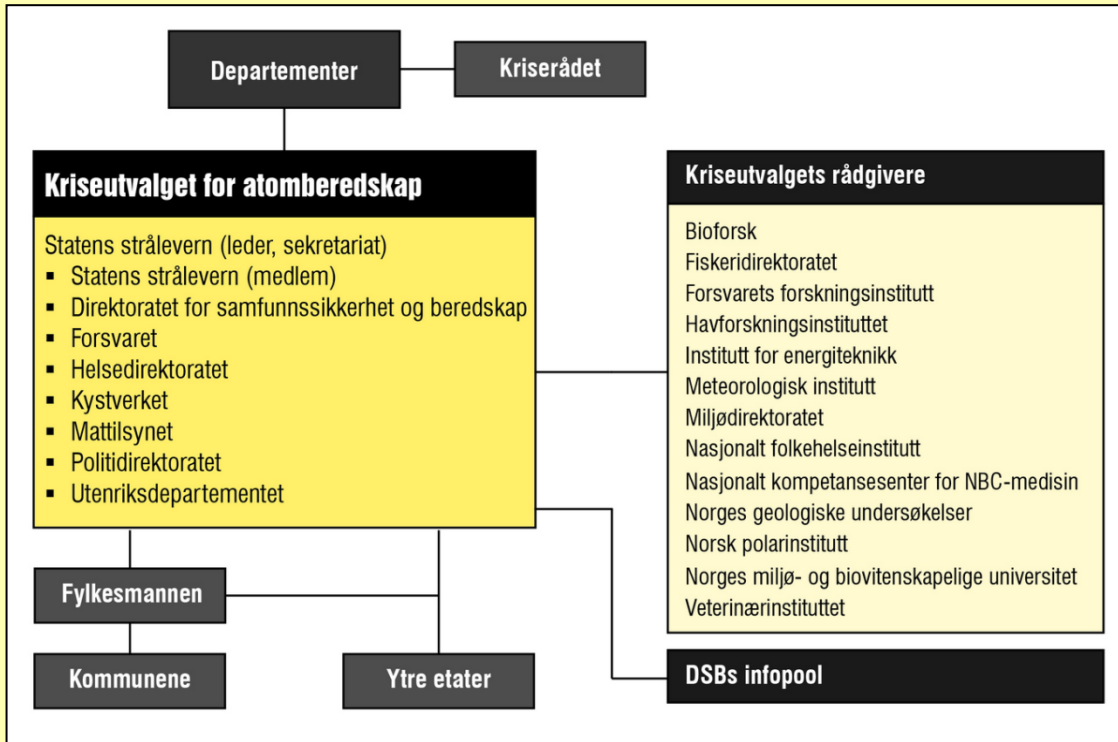 Departementer
Kriserådet
Kriseutvalget for atomberedskap
Statens strålevern (leder, sekretariat)
▪ Statens strålevern (medlem)
▪ Direktoratet for samfunnssikkerhet og beredskap
▪ Forsvaret
▪ Helsedirektoratet
▪ Kystverket
▪ Mattilsynet
▪ Politidirektoratet
▪ Utenriksdepartementet
Kriseutvalgets rådgivere
Bioforsk
Fiskeridirektoratet
Forsvarets forskningsinstitutt
Havforskningsinstituttet
Institutt for energiteknikk
Meteorologisk institutt
Miljødirektoratet
Nasjonalt folkehelseinstitutt
Nasjonalt kompetansesenter for NBC-medisin
Norges geologiske undersøkelser
Norsk polarinstitutt
Norges miljø- og biovitenskapelige universitet
Veterinærinstituttet
Fylkesmannen
Kommunene
Ytre etater
DSBs infopool